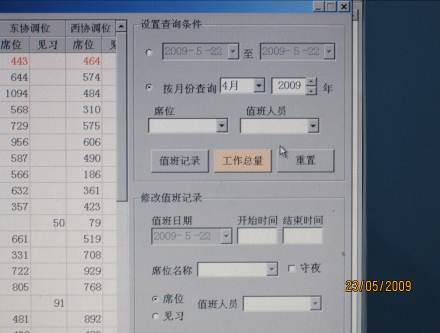 东协调位 西协调位
席位 见习 席位
设置查询条件
2009- 5 -22 至 2009- 5 -22
按月份查询 4月 2009 年
席位 值班人员
值班记录 工作总量 重置
修改值班记录
值班日期 开始时间 结束时间
2009- 5 -22
席位名称 守夜
席位 值班人员
见习
443 464
644 574
1094 484
568 310
729 575
956 606
587 490
566 186
632 361
357 423
50 79
661 519
331 708
722 929
805 768
91
481 892
23/05/2009